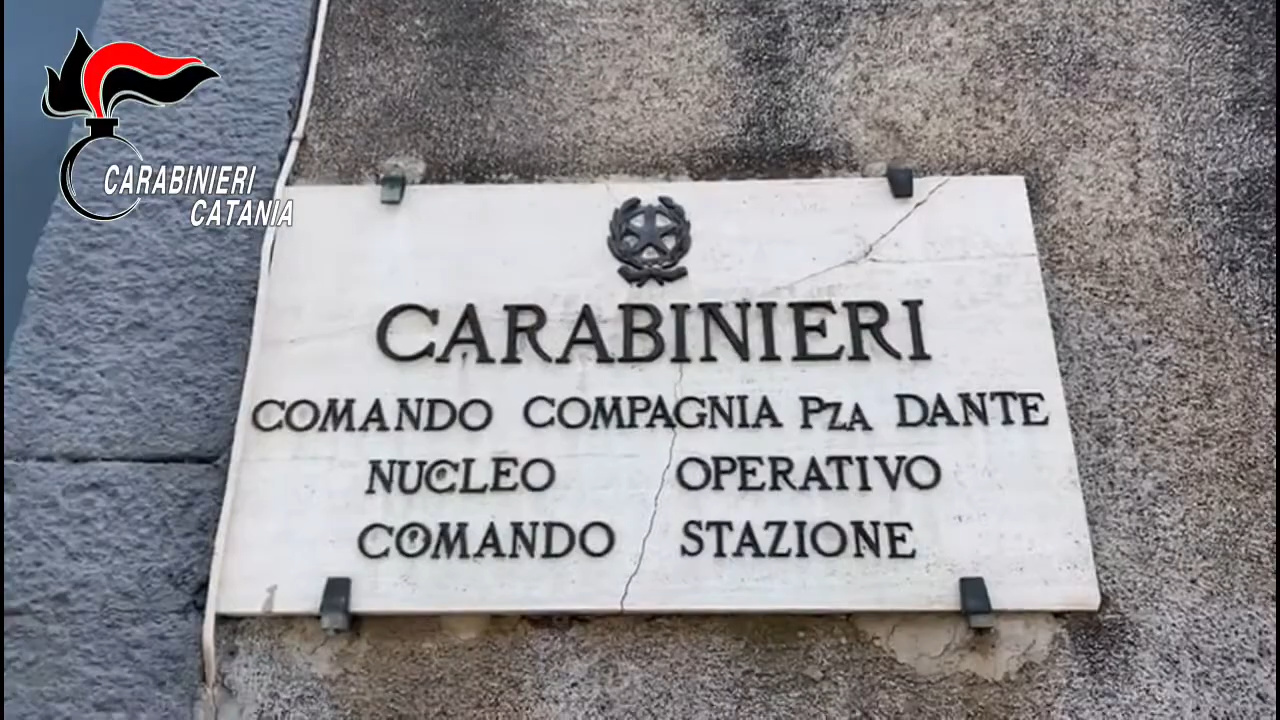 CARABINIERI
CATANIA
CARABINIERI
COMANDO COMPAGNIA PZA DANTE
NUCLEO OPERATIVO
COMANDO STAZIONE